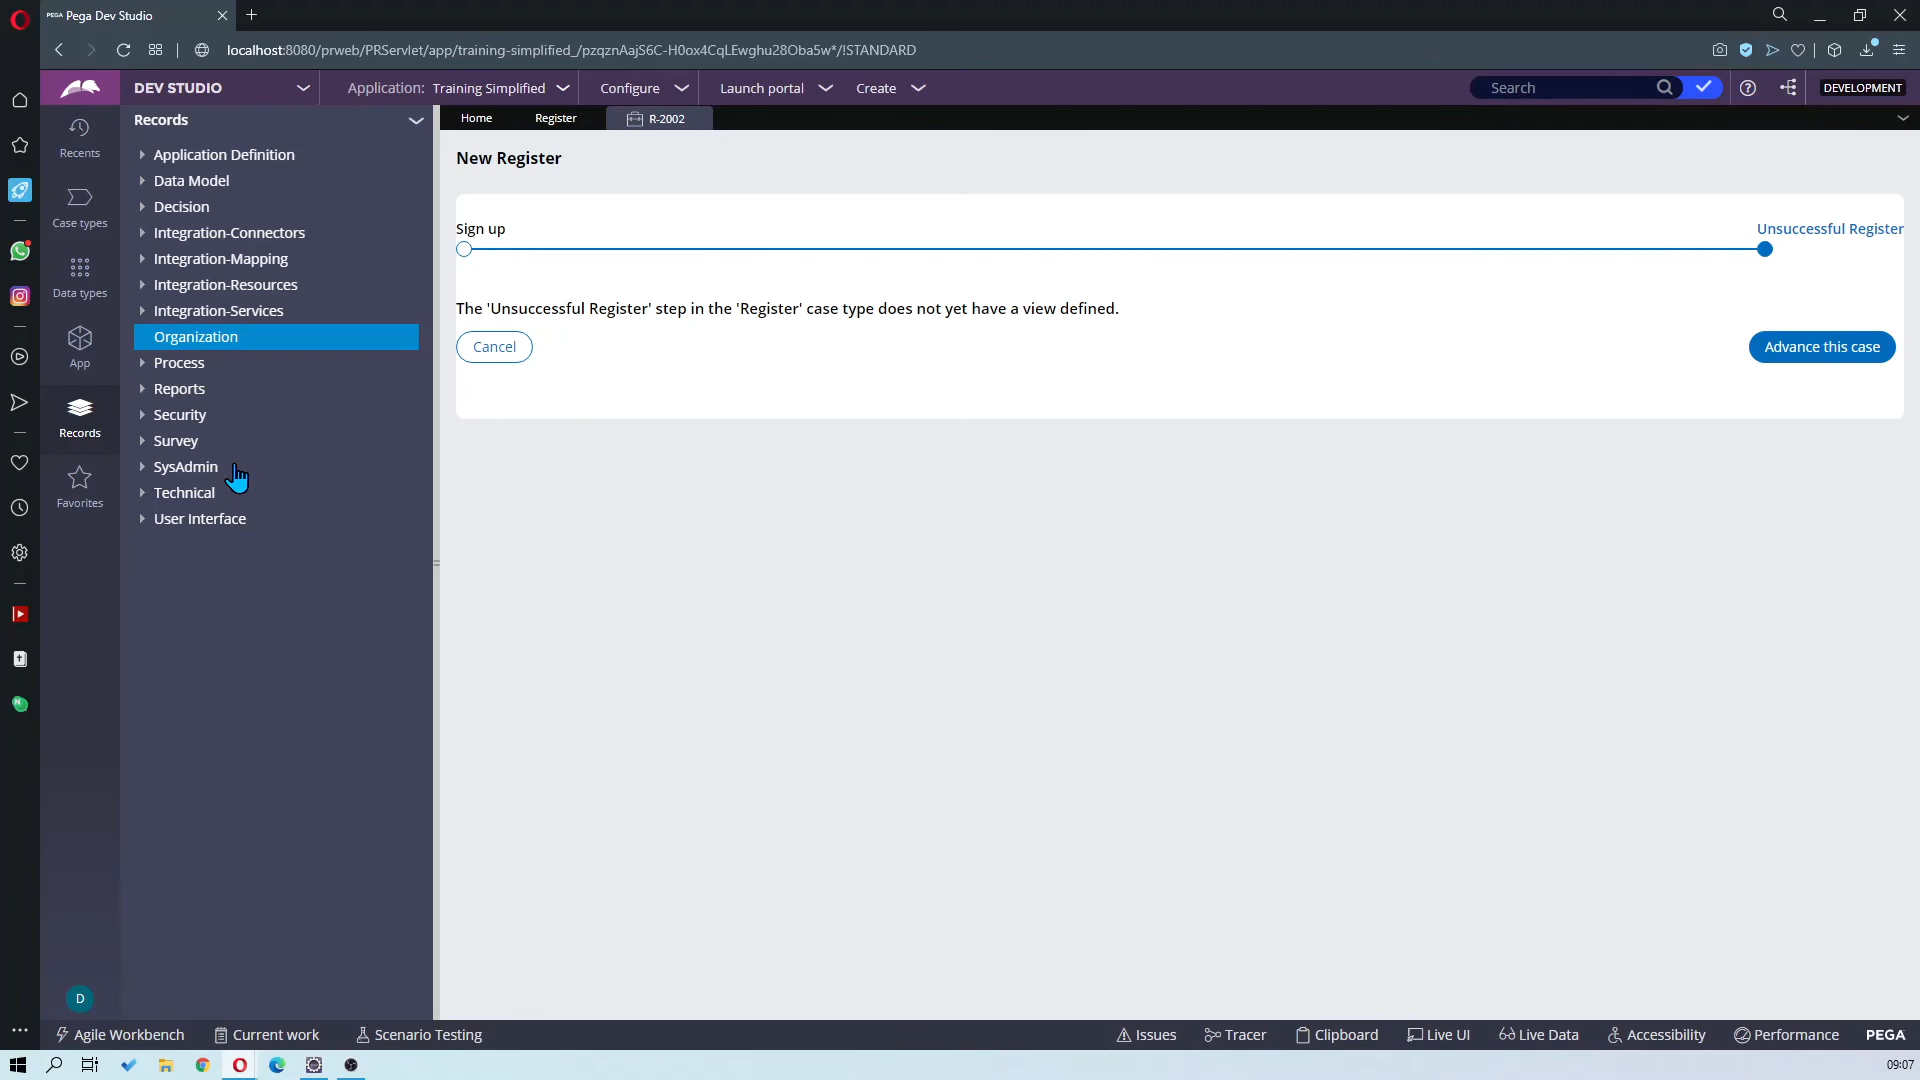 PEGA Pega Dev Studio
localhost:8080/prweb/PRServlet/app/training-simplified_/pzqznAajS6C-H0ox4CqLEwghu28Oba5w*/!STANDARD
DEV STUDIO
Application: Training Simplified
Configure
Launch portal
Create
Search
DEVELOPMENT
Recents
Case types
Data types
App
Records
Favorites
D
Records
Application Definition
Data Model
Decision
Integration-Connectors
Integration-Mapping
Integration-Resources
Integration-Services
Organization
Process
Reports
Security
Survey
SysAdmin
Technical
User Interface
Home
Register
R-2002
New Register
Sign up
Unsuccessful Register
The 'Unsuccessful Register' step in the 'Register' case type does not yet have a view defined.
Cancel
Advance this case
Agile Workbench
Current work
Scenario Testing
Issues
Tracer
Clipboard
Live UI
Live Data
Accessibility
Performance
PEGA
09:07